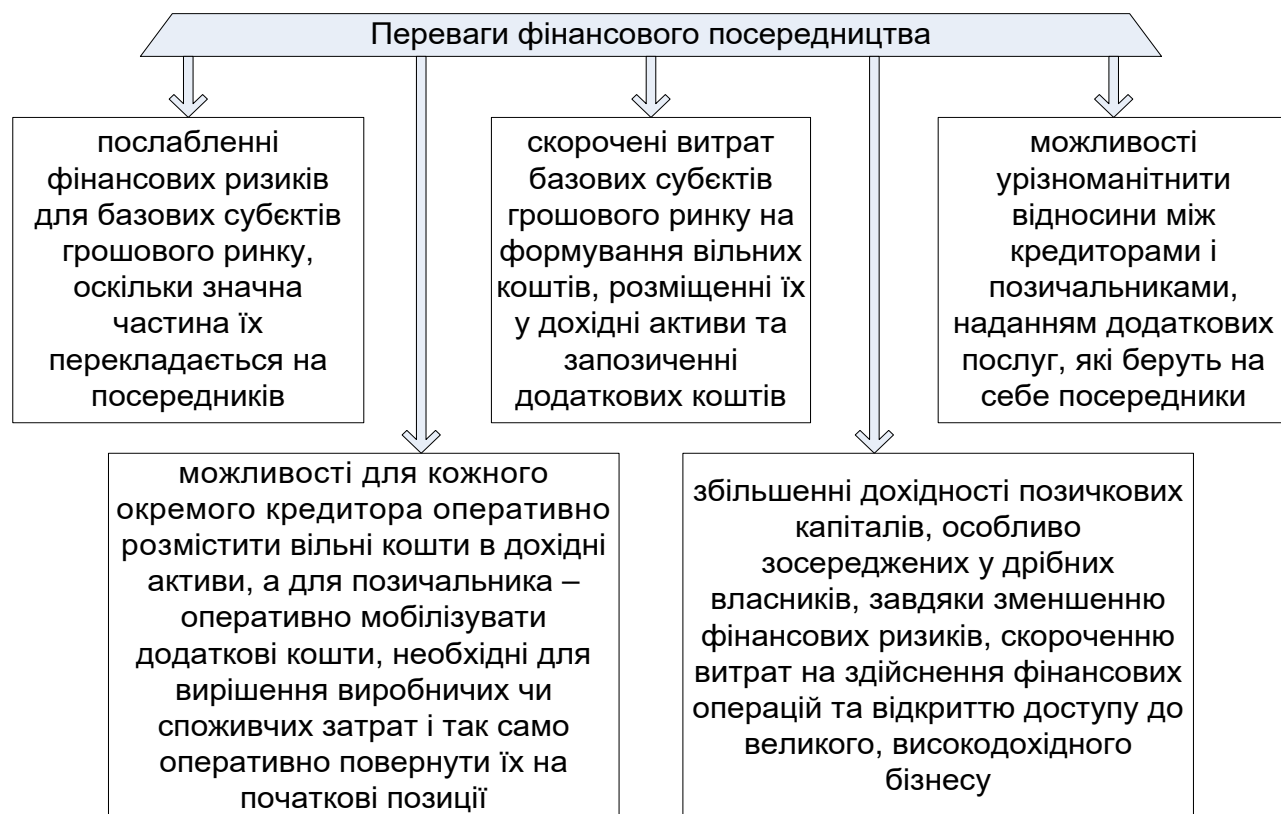 Переваги фінансового посередництва
послабленні
фінансових ризиків
для базових субєктів
грошового ринку,
оскільки значна
частина їх
перекладається на
посередників
скорочені витрат
базових субєктів
грошового ринку на
формування вільних
коштів, розміщенні їх
у дохідні активи та
запозиченні
додаткових коштів
можливості
урізноманітнити
відносини між
кредиторами і
позичальниками,
наданням додаткових
послуг, які беруть на
себе посередники
можливості для кожного
окремого кредитора оперативно
розмістити вільні кошти в дохідні
активи, а для позичальника –
оперативно мобілізувати
додаткові кошти, необхідні для
вирішення виробничих чи
споживчих затрат і так само
оперативно повернути їх на
початкові позиції
збільшенні дохідності позичкових
капіталів, особливо
зосереджених у дрібних
власників, завдяки зменшенню
фінансових ризиків, скороченню
витрат на здійснення фінансових
операцій та відкриттю доступу до
великого, високодохідного
бізнесу